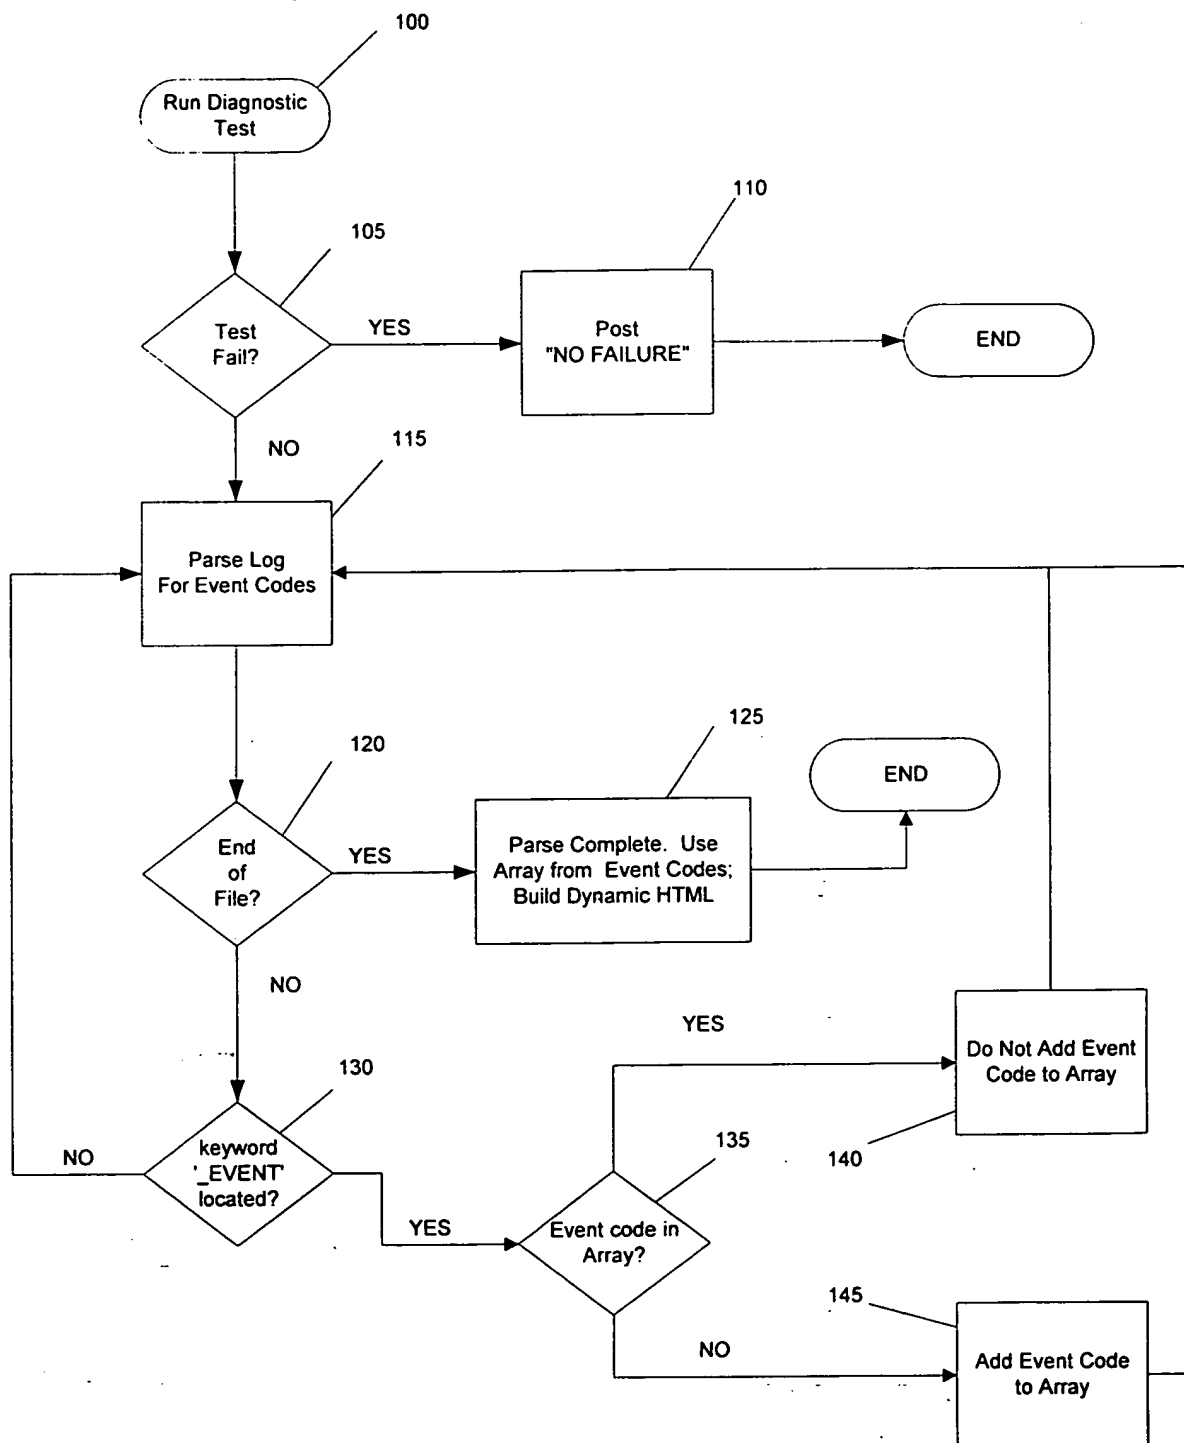 100
Run Diagnostic
Test
110
105
Test
Fail?
YES
Post
"NO FAILURE"
END
NO
115
Parse Log
For Event Codes
125
120
END
End
of
File?
YES
Parse Complete. Use
Array from Event Codes;
Build Dynamic HTML
NO
YES
Do Not Add Event
Code to Array
130
135
140
NO
keyword
'_EVENT'
located?
YES
Event code in
Array?
145
NO
Add Event Code
to Array